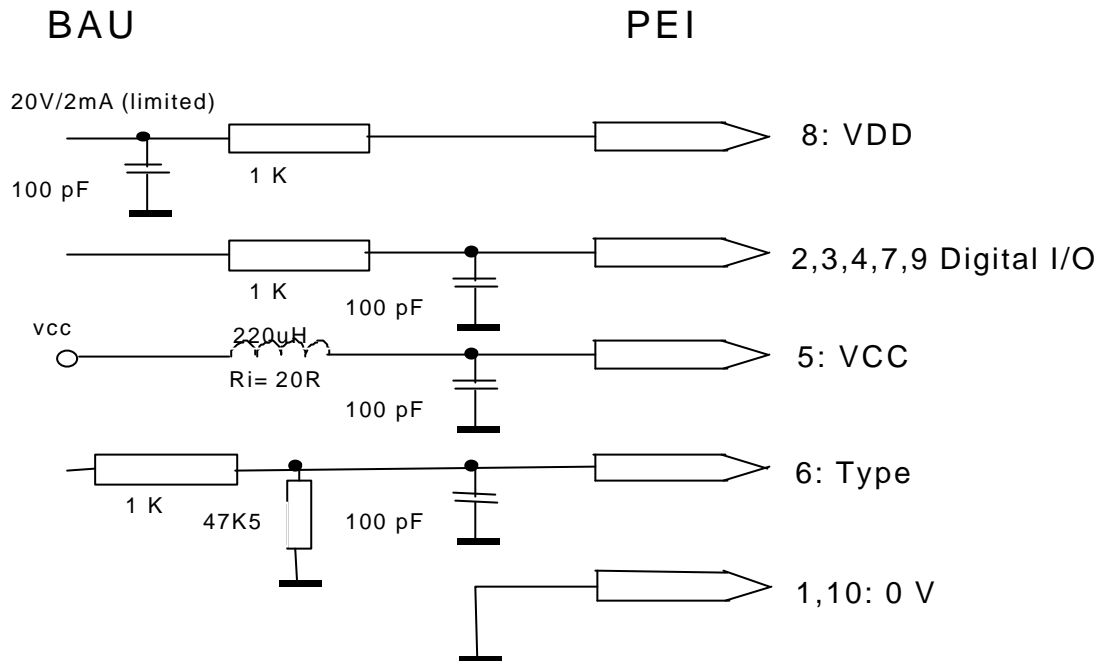 BAU PEI
20V/2mA (limited)
8: VDD
1 K
100 pF
2,3,4,7,9 Digital I/O
1 K
100 pF
vcc
220uH
5: VCC
Ri= 20R
100 pF
6: Type
1 K
47K5
100 pF
1,10: 0 V